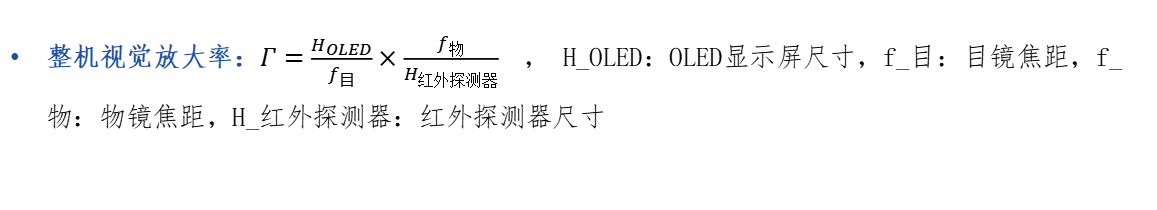 • 整机视觉放大率：Γ = H_OLED/f_目 × f_物/H_红外探测器 ， H_OLED：OLED显示屏尺寸，f_目：目镜焦距，f_
物：物镜焦距，H_红外探测器：红外探测器尺寸